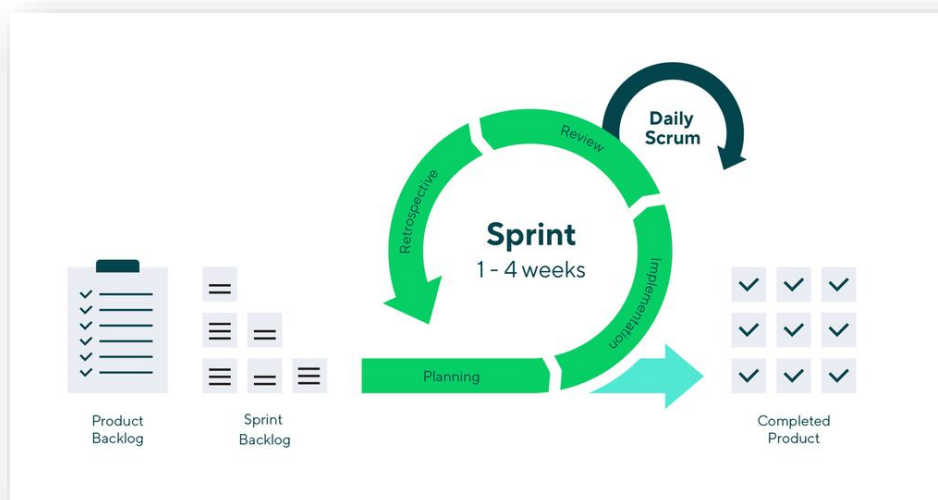 Daily
Scrum
Review
Retrospective
Sprint
1 - 4 weeks
Implementation
Planning
Product
Backlog
Sprint
Backlog
Completed
Product